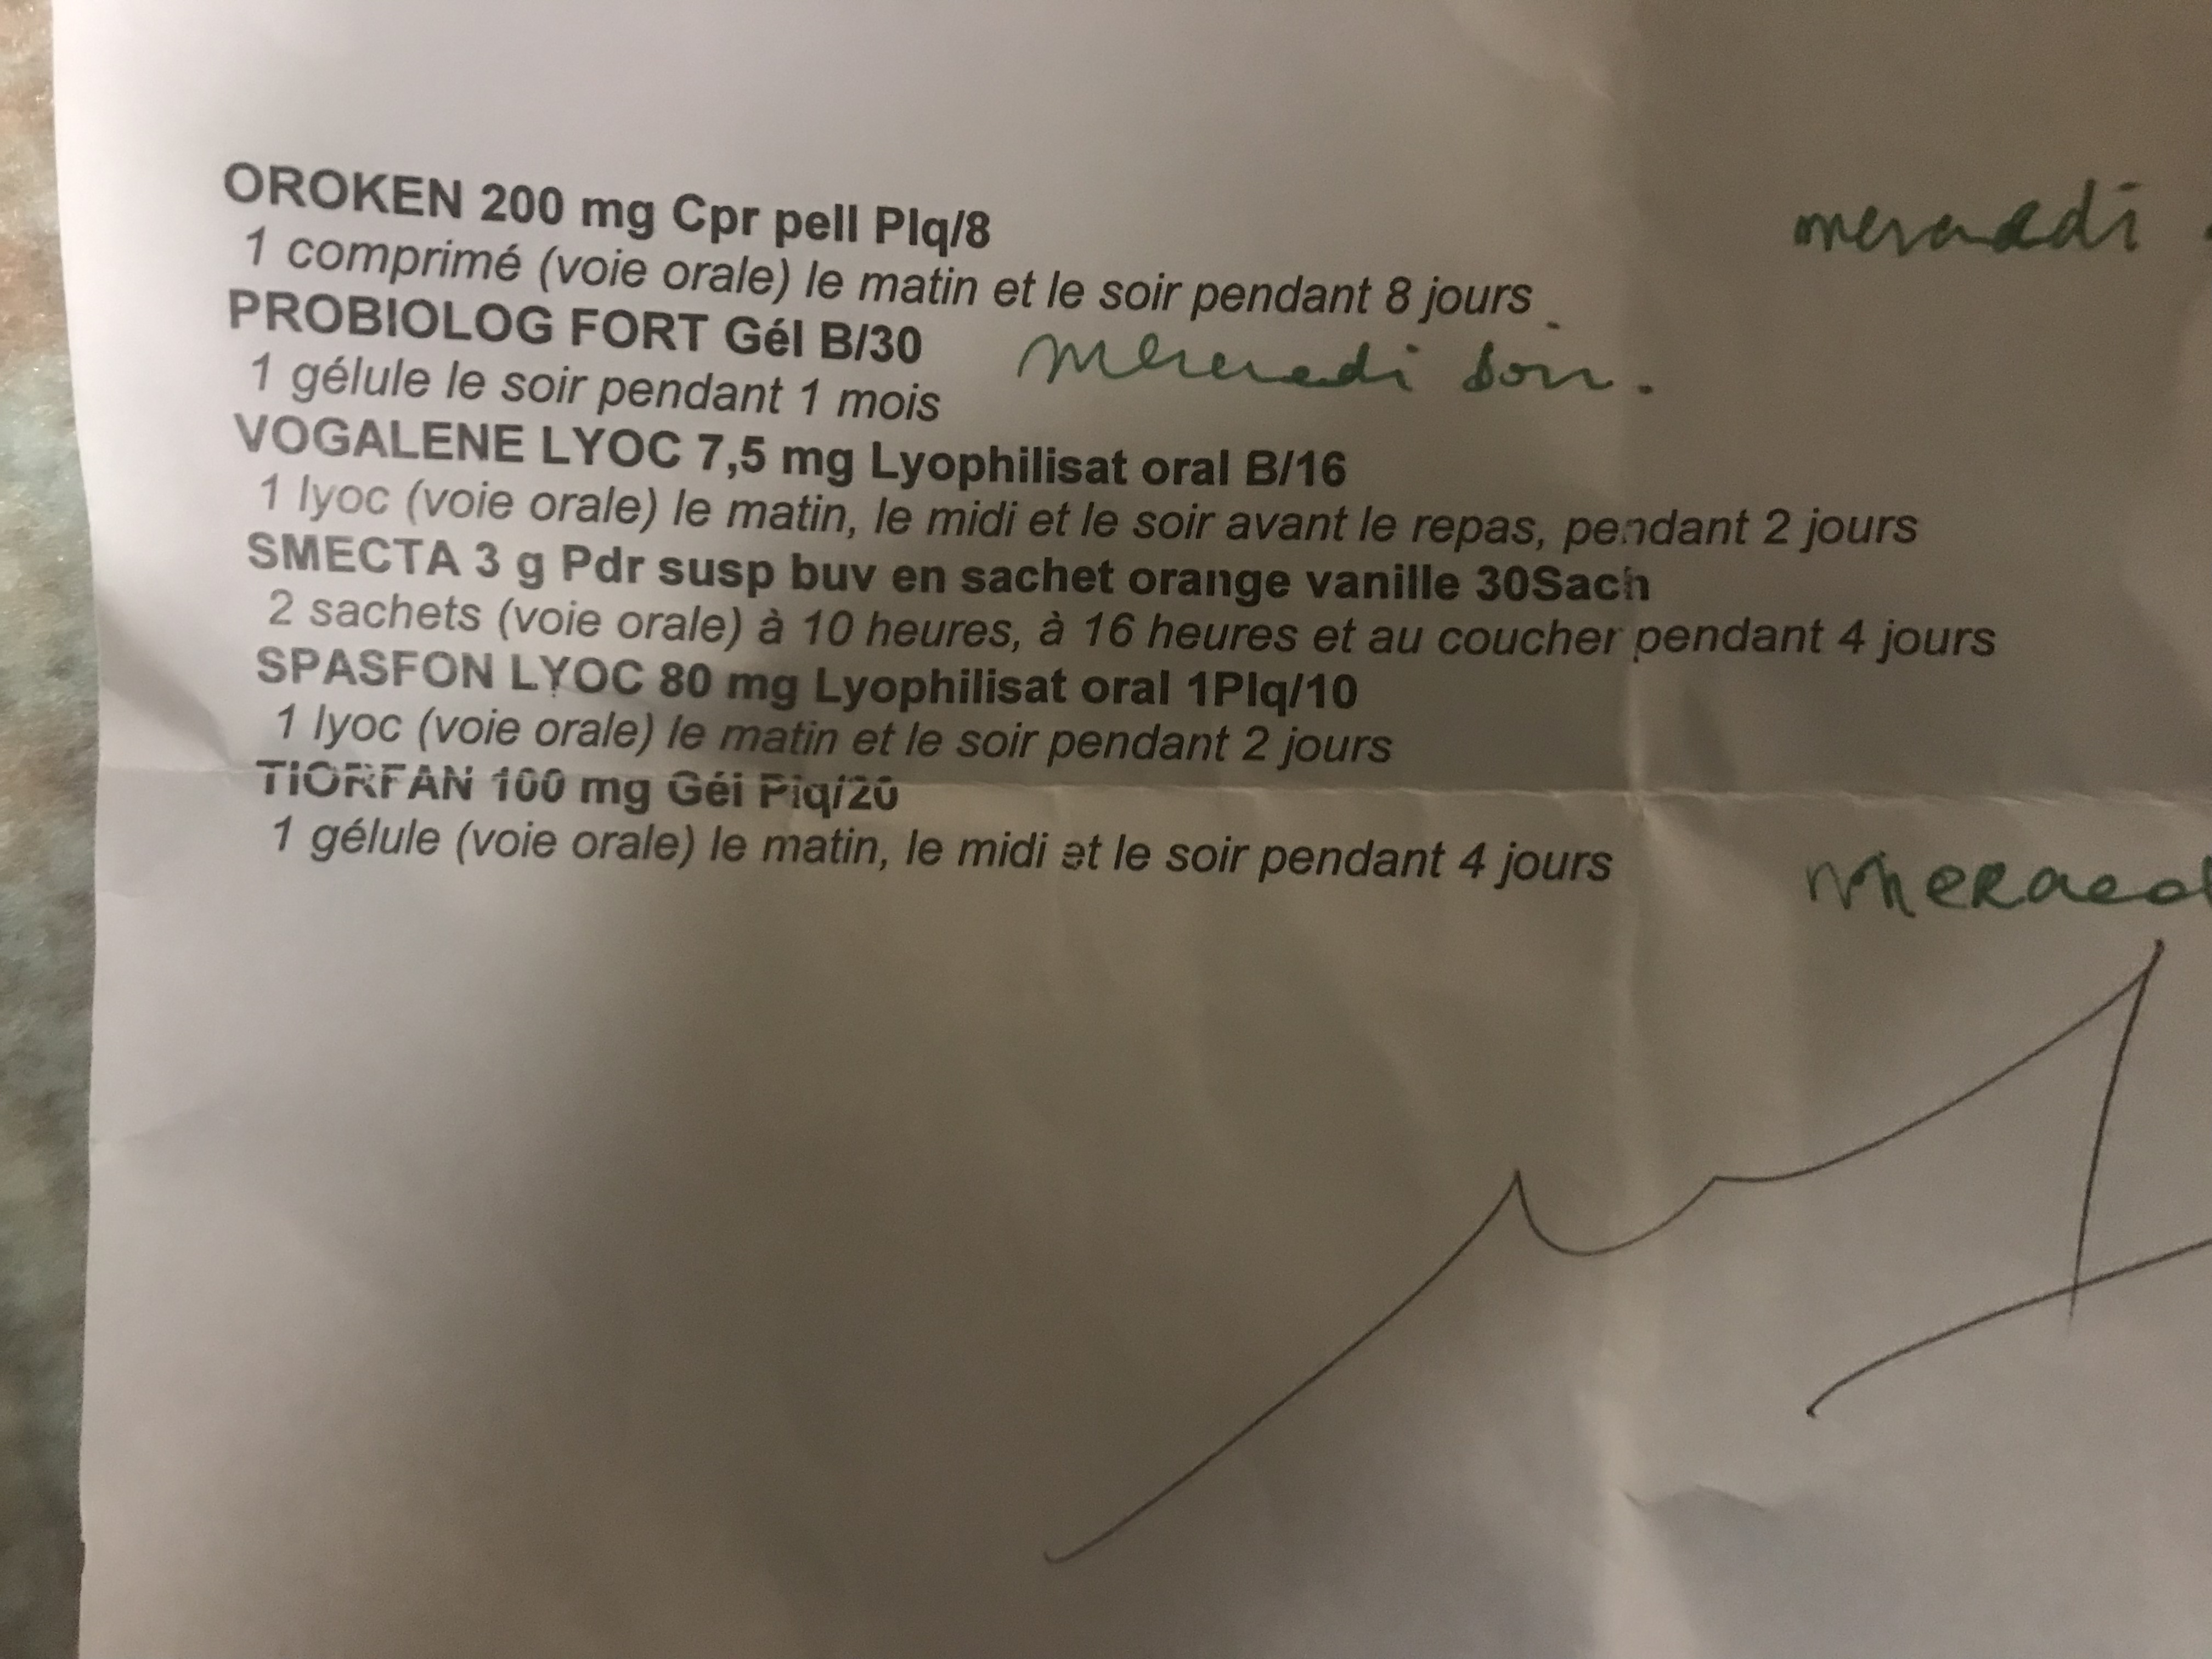 OROKEN 200 mg Cpr pell Plq/8
mercredi
1 comprimé (voie orale) le matin et le soir pendant 8 jours
PROBIOLOG FORT Gél B/30
mercredi soir.
1 gélule le soir pendant 1 mois
VOGALENE LYOC 7,5 mg Lyophilisat oral B/16
1 lyoc (voie orale) le matin, le midi et le soir avant le repas, pendant 2 jours
SMECTA 3 g Pdr susp buv en sachet orange vanille 30Sach
2 sachets (voie orale) à 10 heures, à 16 heures et au coucher pendant 4 jours
SPASFON LYOC 80 mg Lyophilisat oral 1Plq/10
1 lyoc (voie orale) le matin et le soir pendant 2 jours
TIORFAN 100 mg Gél Plq/20
1 gélule (voie orale) le matin, le midi et le soir pendant 4 jours